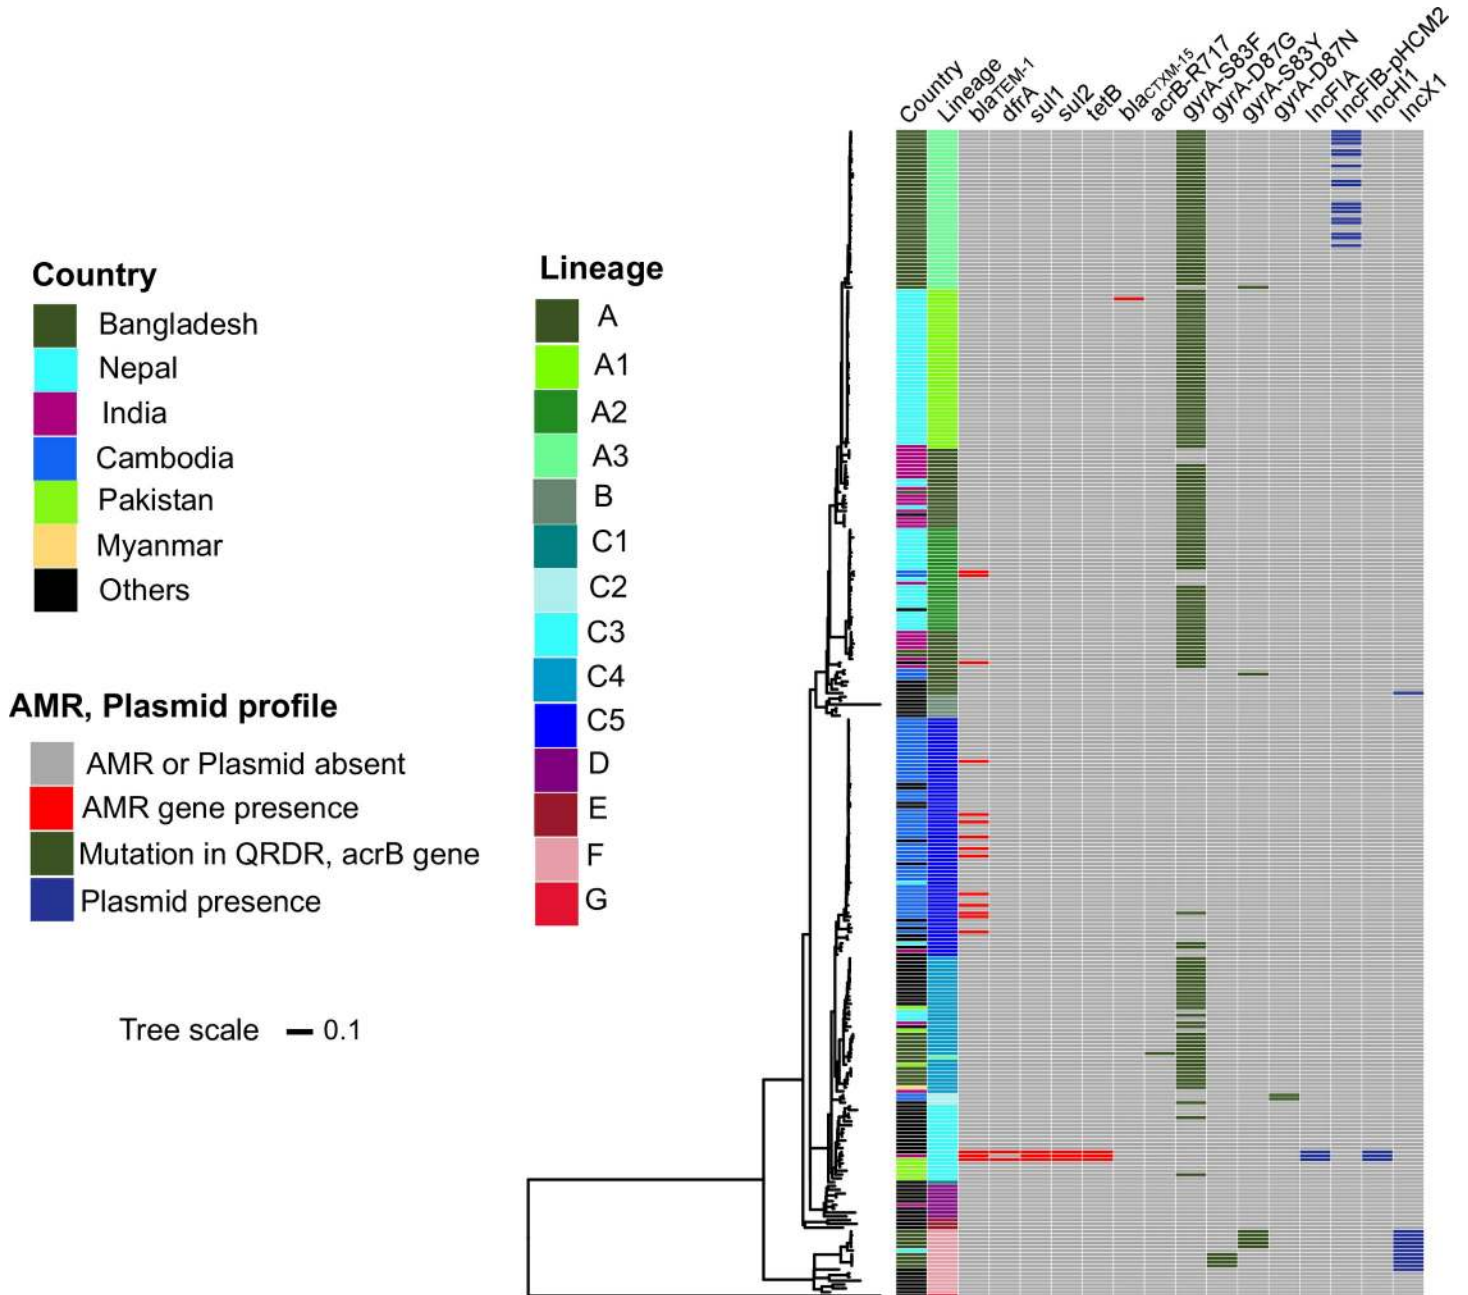 Country
Lineage
blaTEM-1
dfrA
sul1
sul2
tetB
blaCTXM-15
acrB-R717
gyrA-S83F
gyrA-D87G
gyrA-S83Y
gyrA-D87N
IncFIA
IncFIB-pHCM2
IncHI1
IncX1
Country
Bangladesh
Nepal
India
Cambodia
Pakistan
Myanmar
Others
AMR, Plasmid profile
AMR or Plasmid absent
AMR gene presence
Mutation in QRDR, acrB gene
Plasmid presence
Tree scale 0.1
Lineage
A
A1
A2
A3
B
C1
C2
C3
C4
C5
D
E
F
G